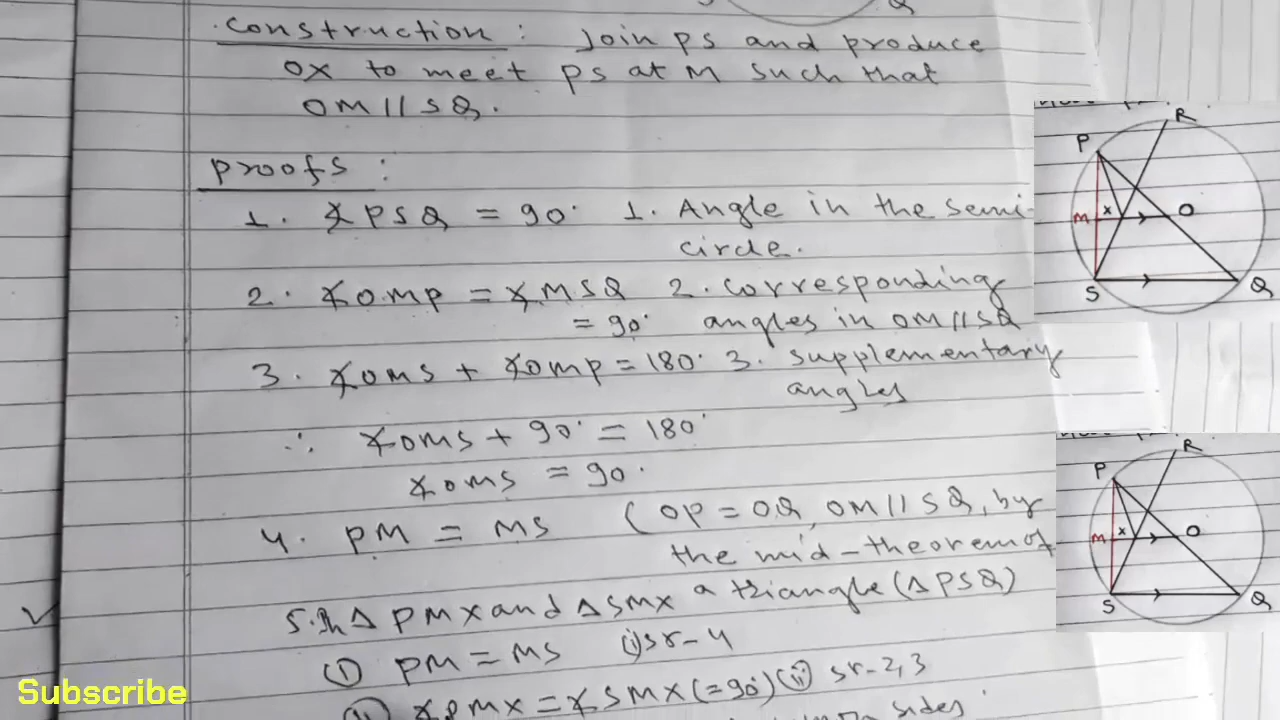 Construction : Join ps and produce
OX to meet ps at M such that
OM // SQ.
Proofs :
1. ∡PSQ = 90° 1. Angle in the semi-
circle.
2. ∡OMP = ∡MSQ 2. corresponding
= 90° angles in OM//SQ
3. ∡OMS + ∡OMP = 180° 3. supplementary
angles
∴ ∡OMS + 90° = 180°
∡OMS = 90°
4. PM = MS (OP = OQ, OM // SQ, by
the mid-theorem of
a triangle (△PSQ)
5. In △PMX and △SMX
(i) PM = MS (i) sr-4
(ii) ∡PMX = ∡SMX (=90°) (ii) sr-2,3
sides
R
P
M
X
O
S
Q
R
P
M
X
O
S
Q
Subscribe